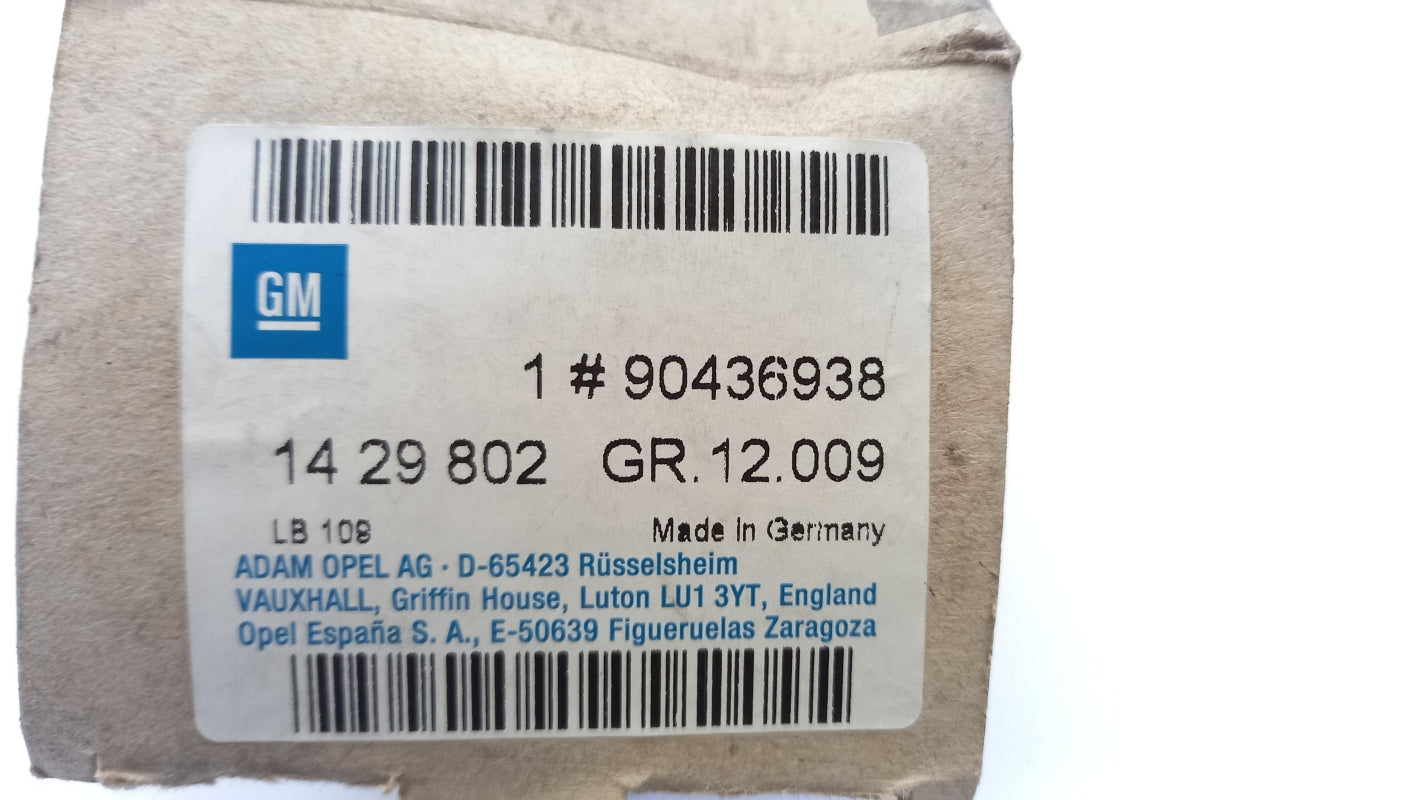 GM
1 # 90436938
14 29 802 GR. 12.009
LB 108
Made in Germany
ADAM OPEL AG · D-65423 Rüsselsheim
VAUXHALL, Griffin House, Luton LU1 3YT, England
Opel España S. A., E-50639 Figueruelas Zaragoza